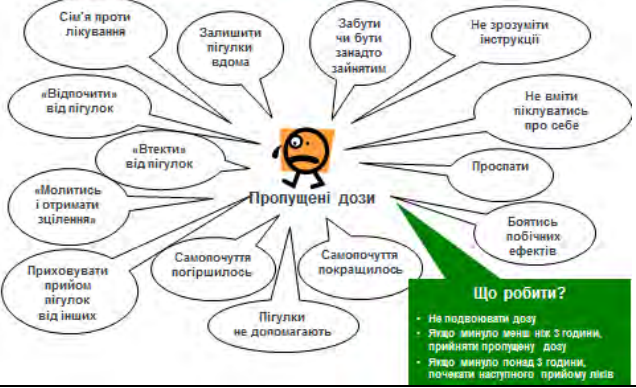 Сім’я проти
лікування
Залишити
пігулки
вдома
Забути
чи бути
занадто
зайнятим
Не зрозуміти
інструкції
«Відпочити»
від пігулок
Не вміти
піклуватись
про себе
«Втекти»
від пігулок
Проспати
«Молитись
і отримати
зцілення»
Пропущені дози
Боятись
побічних
ефектів
Приховувати
прийом
пігулок
від інших
Самопочуття
погіршилось
Самопочуття
покращилось
Пігулки
не допомагають
Що робити?
• Не подвоювати дозу
• Якщо минуло менш ніж 3 години,
прийняти пропущену дозу
• Якщо минуло понад 3 години,
почекати наступного прийому ліків